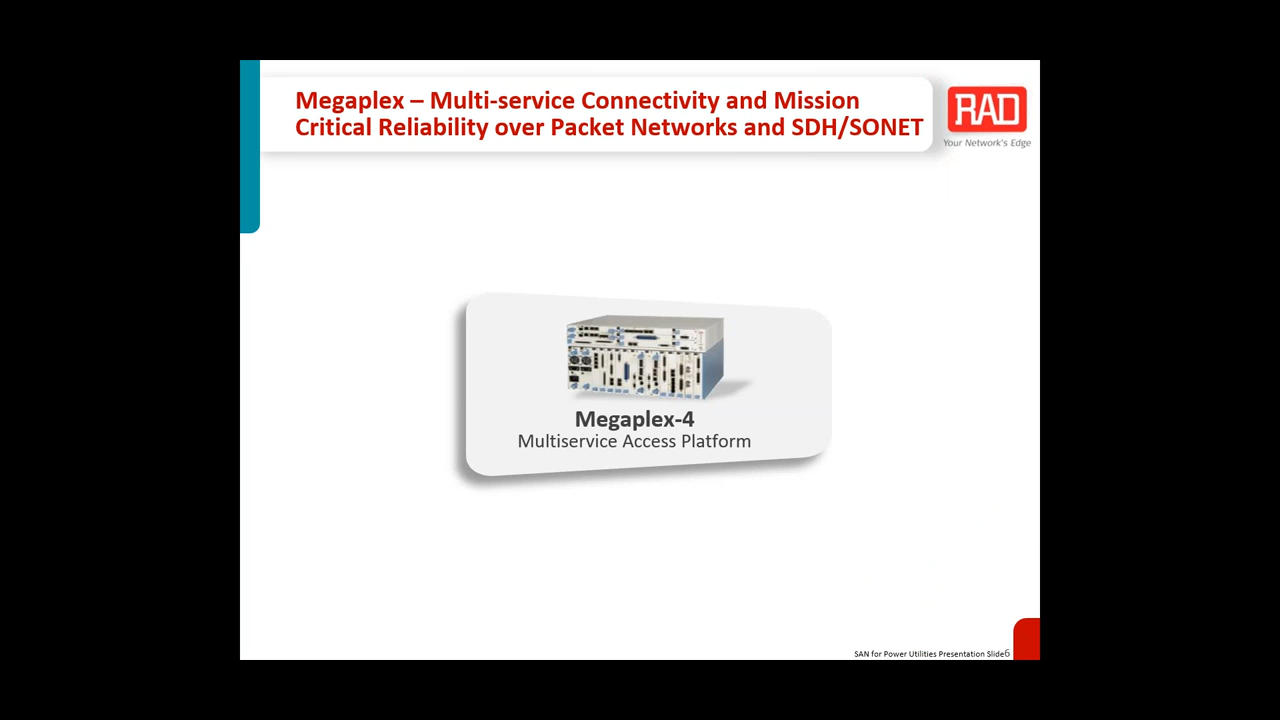 Megaplex – Multi-service Connectivity and Mission
Critical Reliability over Packet Networks and SDH/SONET
RAD
Your Network's Edge
Megaplex-4
Multiservice Access Platform
SAN for Power Utilities Presentation Slide6